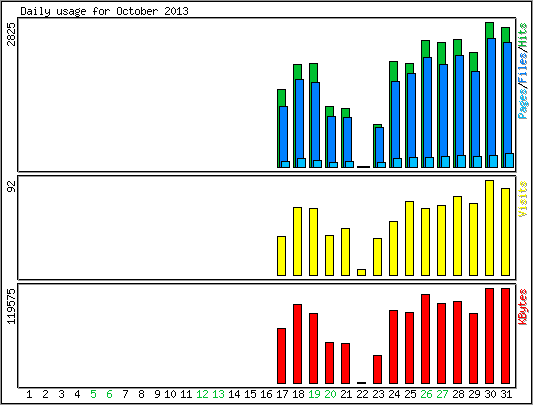 Daily usage for October 2013
2825
Pages/Files/Hits
92
Visits
119575
KBytes
1 2 3 4 5 6 7 8 9 10 11 12 13 14 15 16 17 18 19 20 21 22 23 24 25 26 27 28 29 30 31